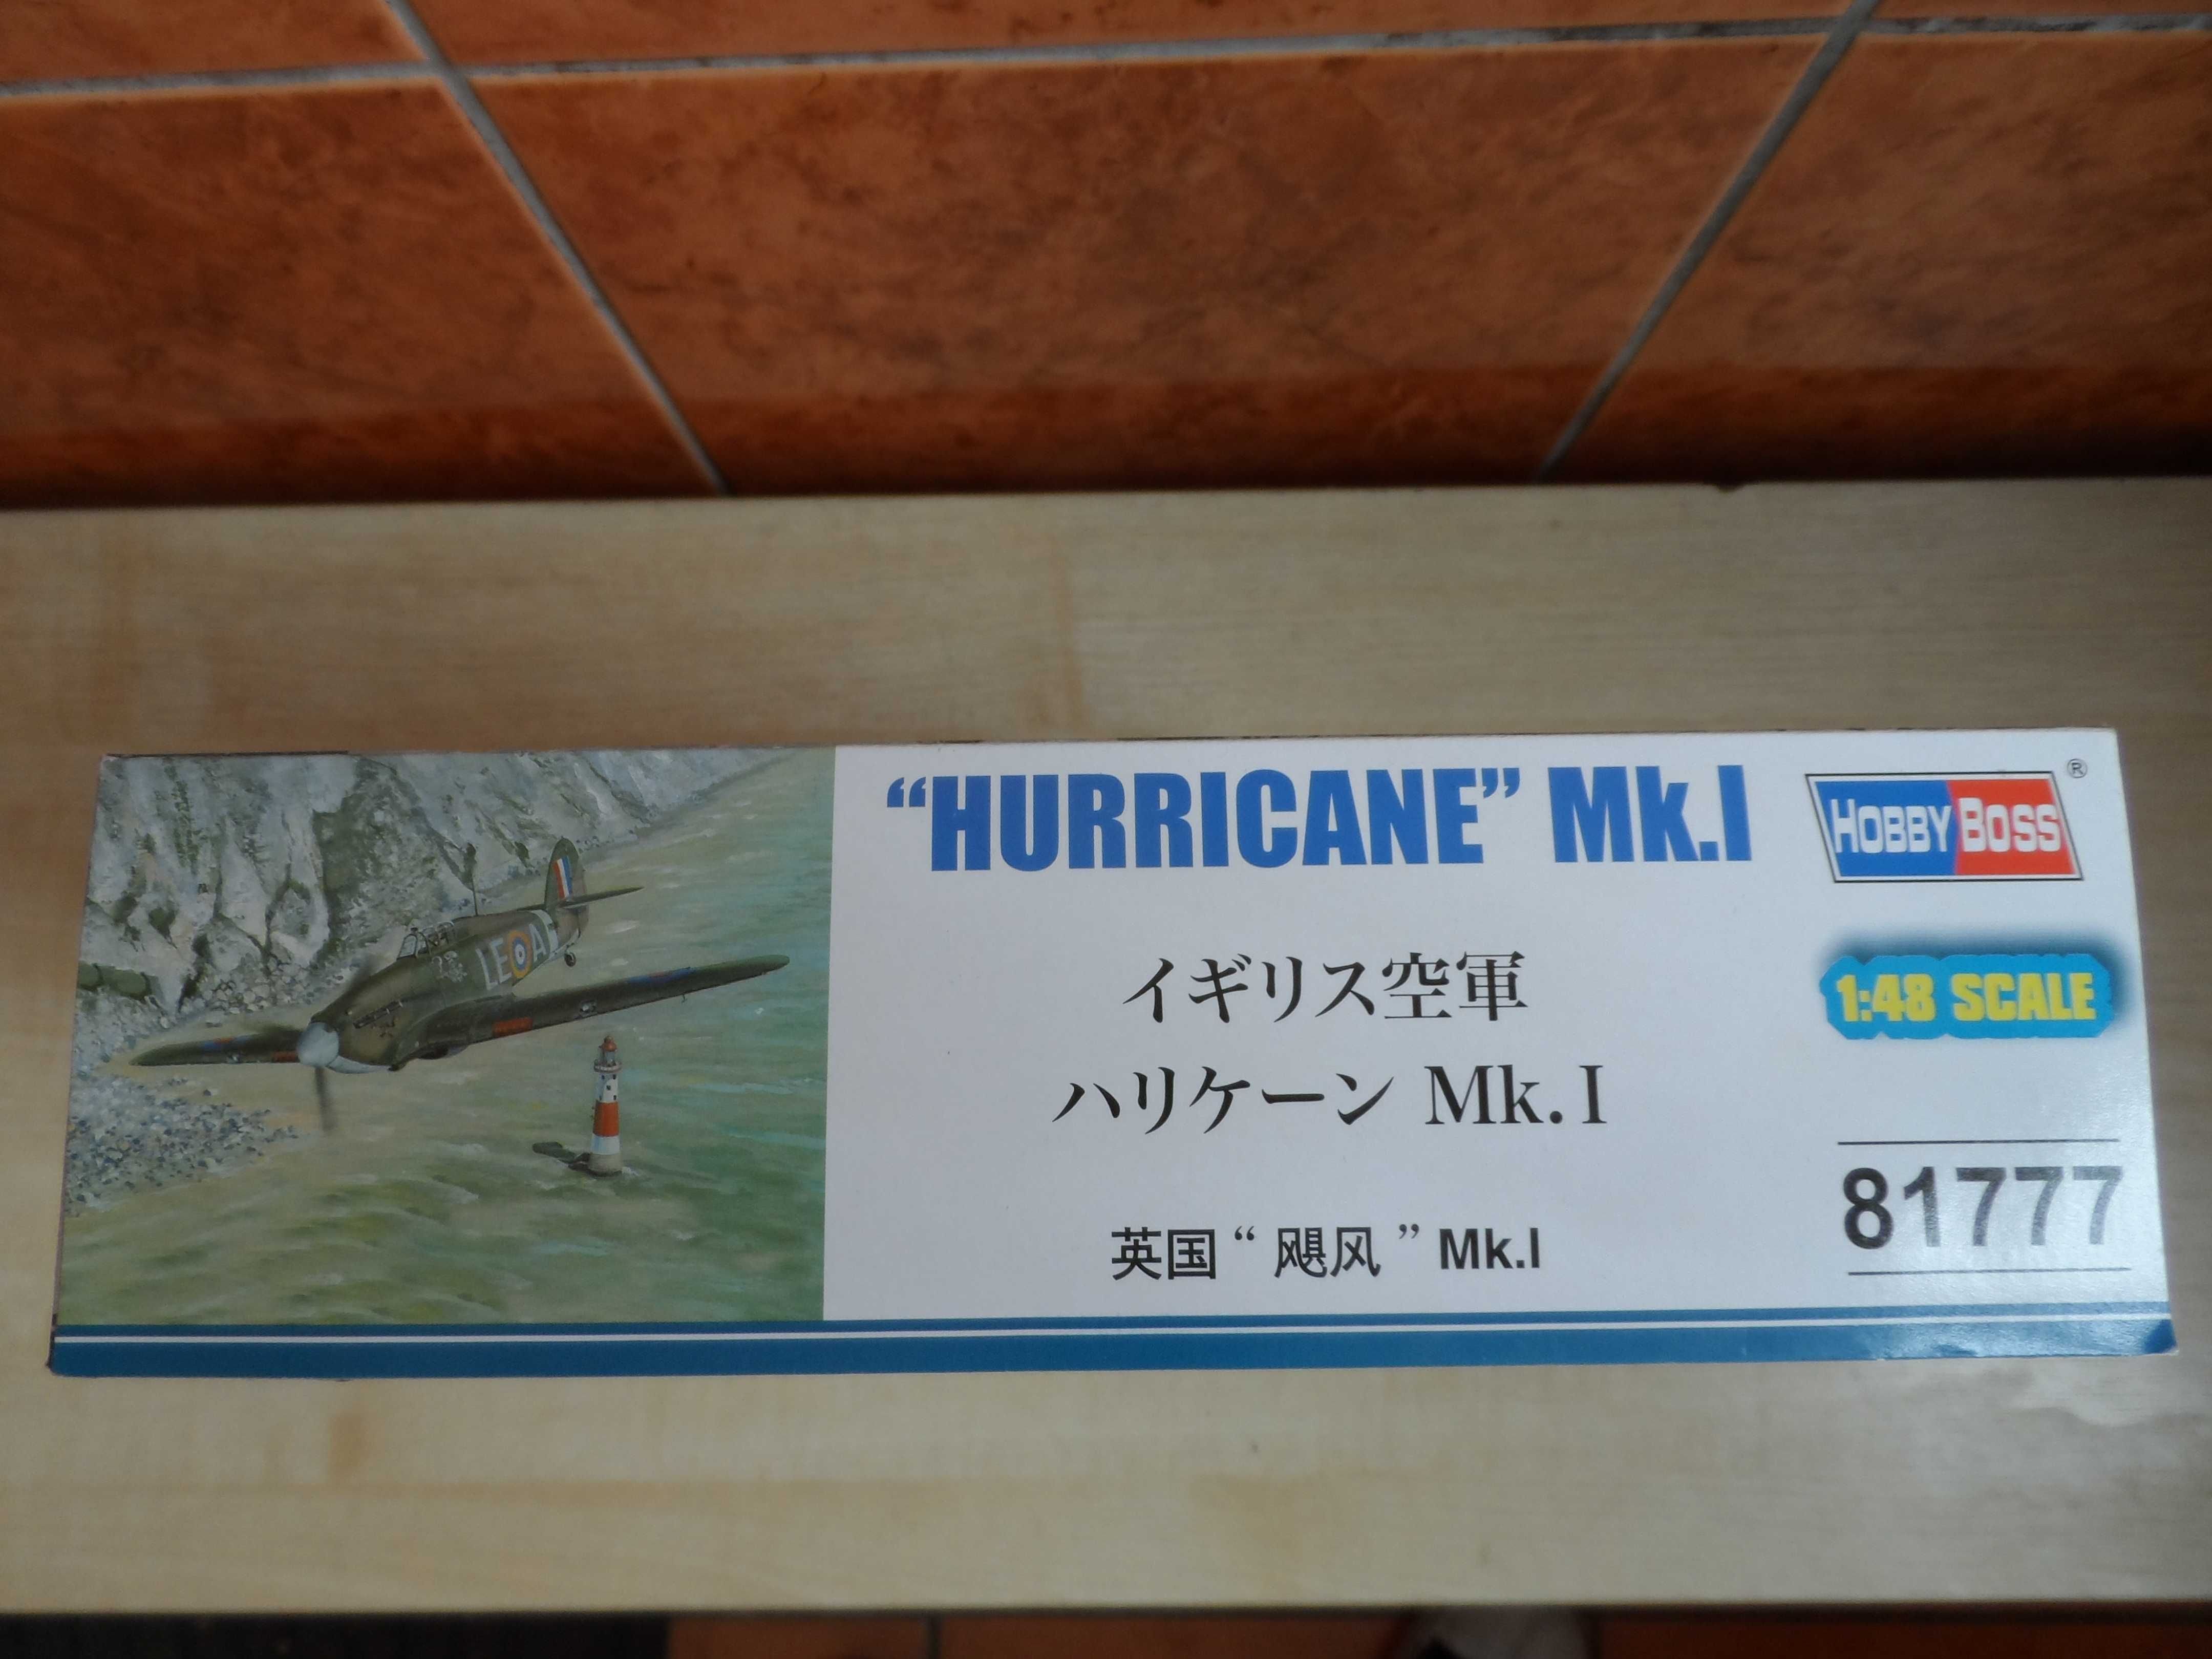 “HURRICANE” Mk.I
HOBBY BOSS ®
イギリス空軍
ハリケーン Mk.I
1:48 SCALE
英国“飓风”Mk.I
81777
LE A